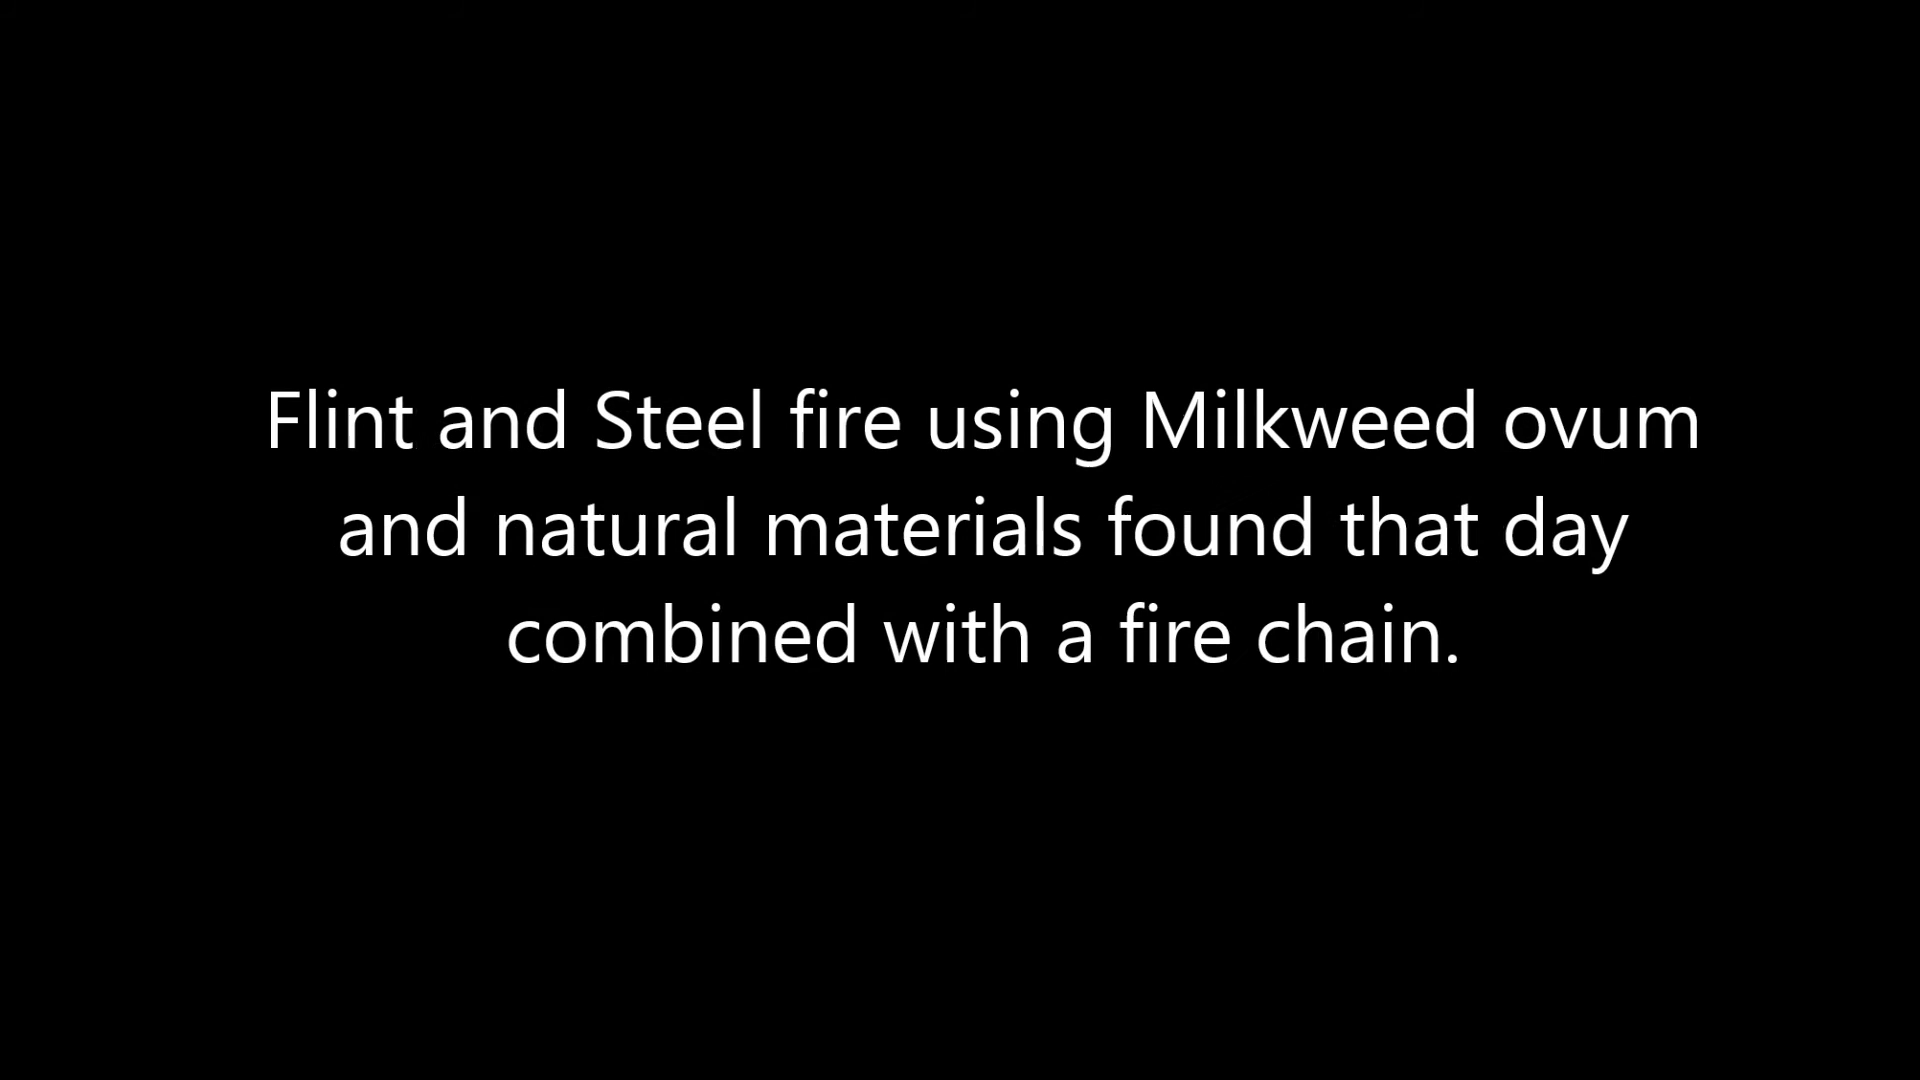 Flint and Steel fire using Milkweed ovum
and natural materials found that day
combined with a fire chain.